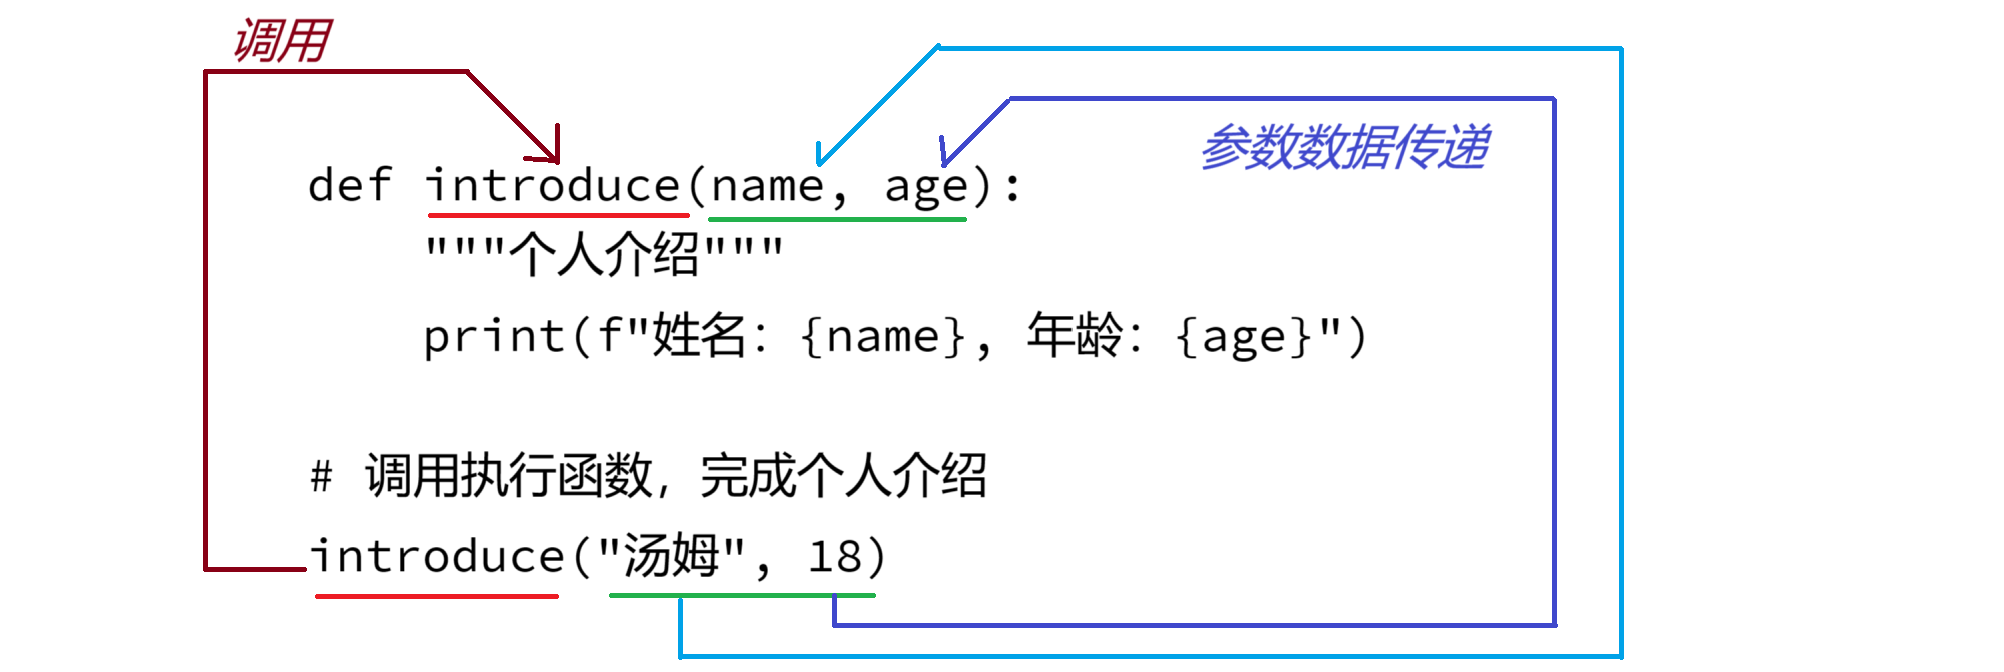 调用
参数数据传递
def introduce(name, age):
    """个人介绍"""
    print(f"姓名：{name}, 年龄：{age}")
# 调用执行函数，完成个人介绍
introduce("汤姆", 18)